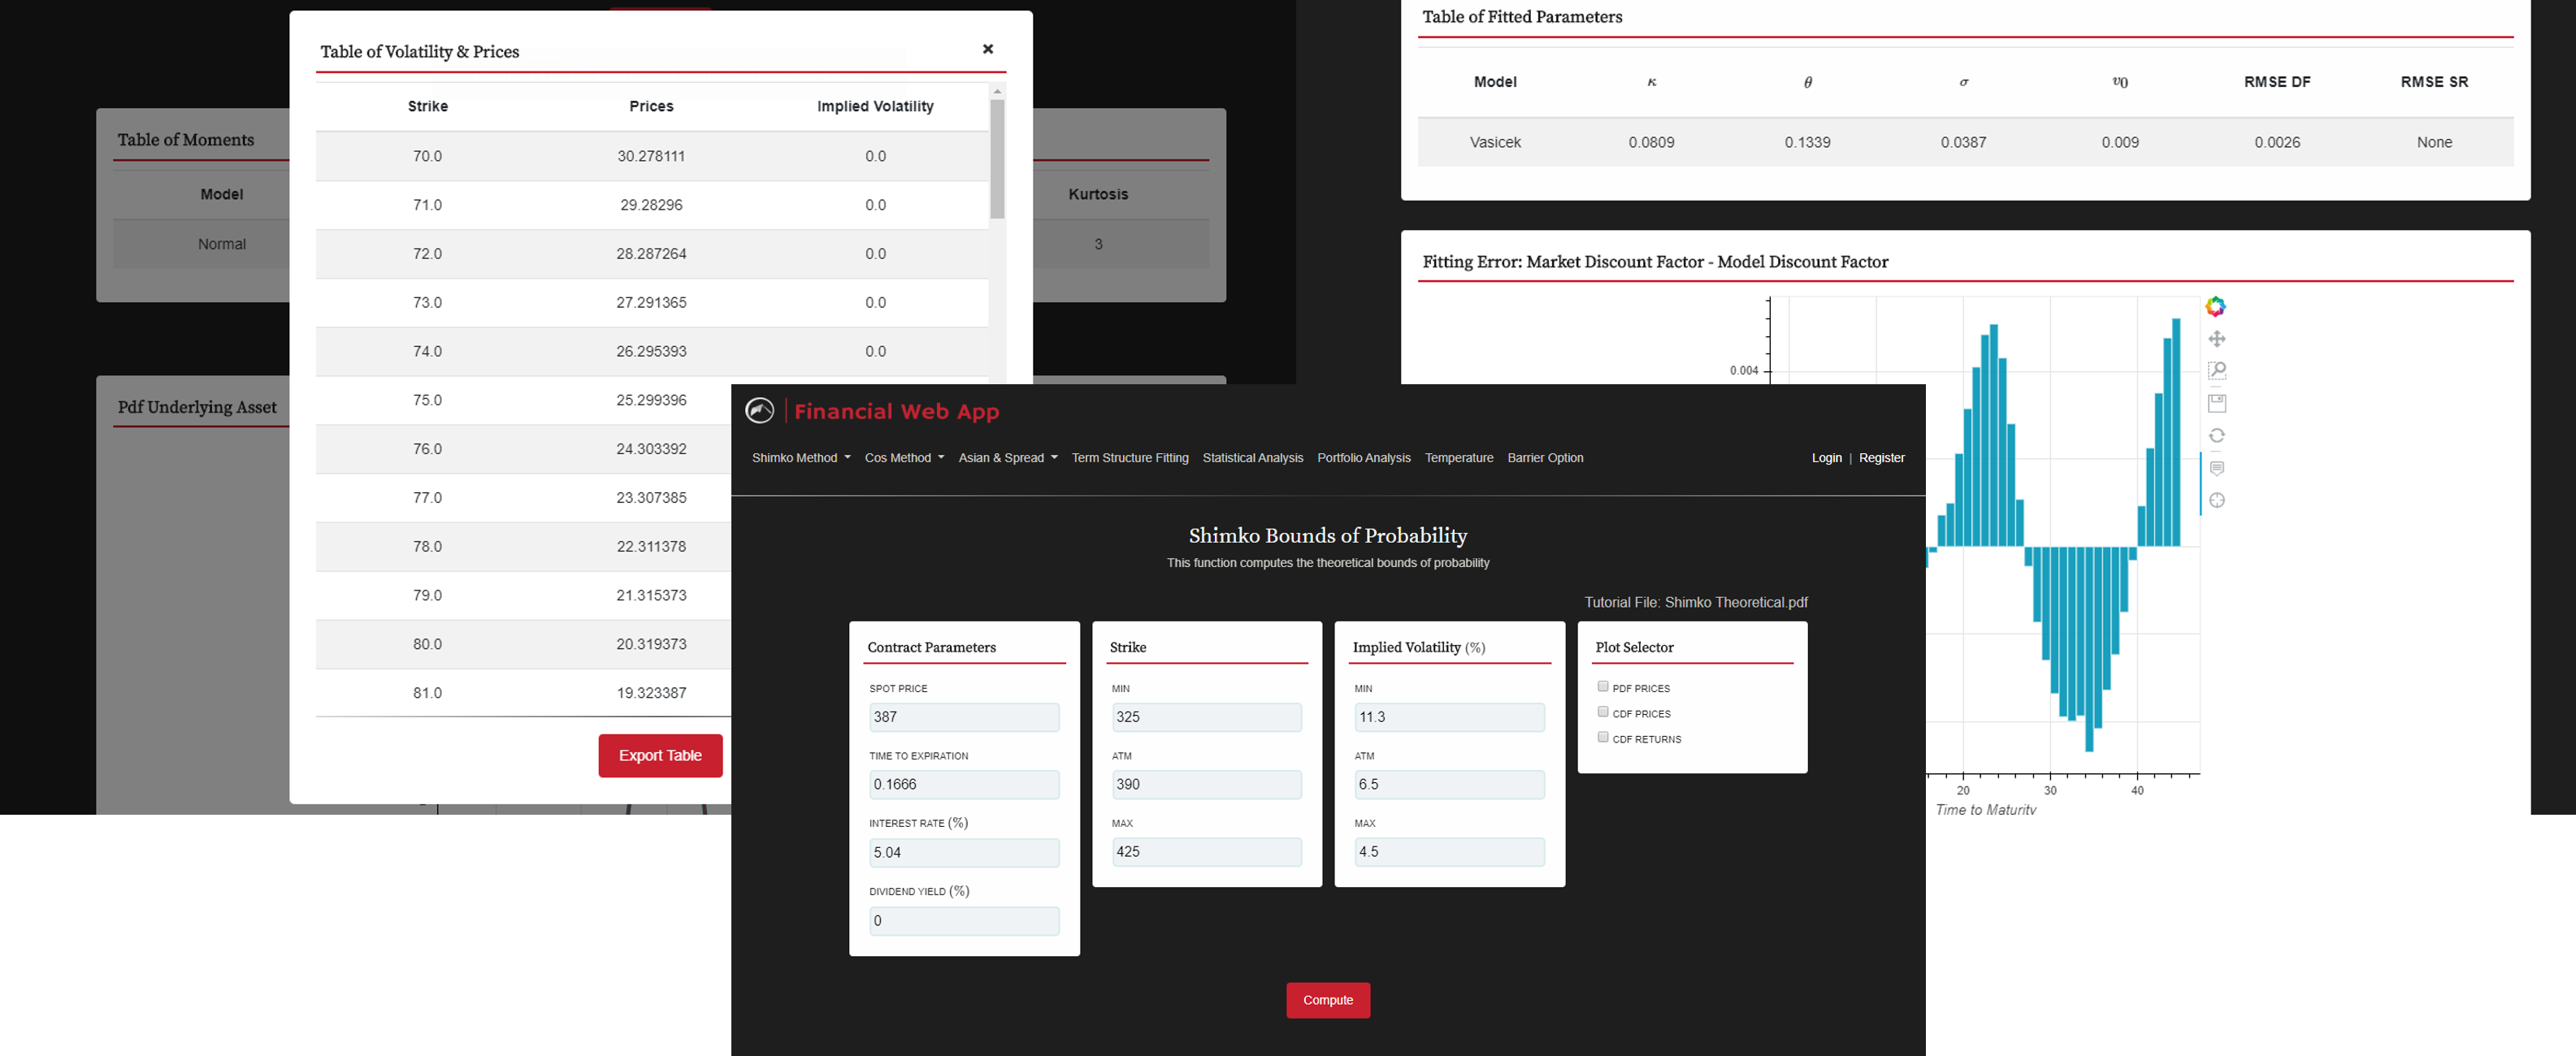 Table of Moments
Model
Kurtosis
Normal
3
Pdf Underlying Asset
Table of Volatility & Prices
×
Strike Prices Implied Volatility
70.0 30.278111 0.0
71.0 29.28296 0.0
72.0 28.287264 0.0
73.0 27.291365 0.0
74.0 26.295393 0.0
75.0 25.299396
76.0 24.303392
77.0 23.307385
78.0 22.311378
79.0 21.315373
80.0 20.319373
81.0 19.323387
Export Table
Table of Fitted Parameters
Model κ θ σ v0 RMSE DF RMSE SR
Vasicek 0.0809 0.1339 0.0387 0.009 0.0026 None
Fitting Error: Market Discount Factor - Model Discount Factor
0.004
20 30 40
Time to Maturity
Financial Web App
Shimko Method Cos Method Asian & Spread Term Structure Fitting Statistical Analysis Portfolio Analysis Temperature Barrier Option Login | Register
Shimko Bounds of Probability
This function computes the theoretical bounds of probability
Tutorial File: Shimko Theoretical.pdf
Contract Parameters
SPOT PRICE
387
TIME TO EXPIRATION
0.1666
INTEREST RATE (%)
5.04
DIVIDEND YIELD (%)
0
Strike
MIN
325
ATM
390
MAX
425
Implied Volatility (%)
MIN
11.3
ATM
6.5
MAX
4.5
Plot Selector
PDF PRICES
CDF PRICES
CDF RETURNS
Compute